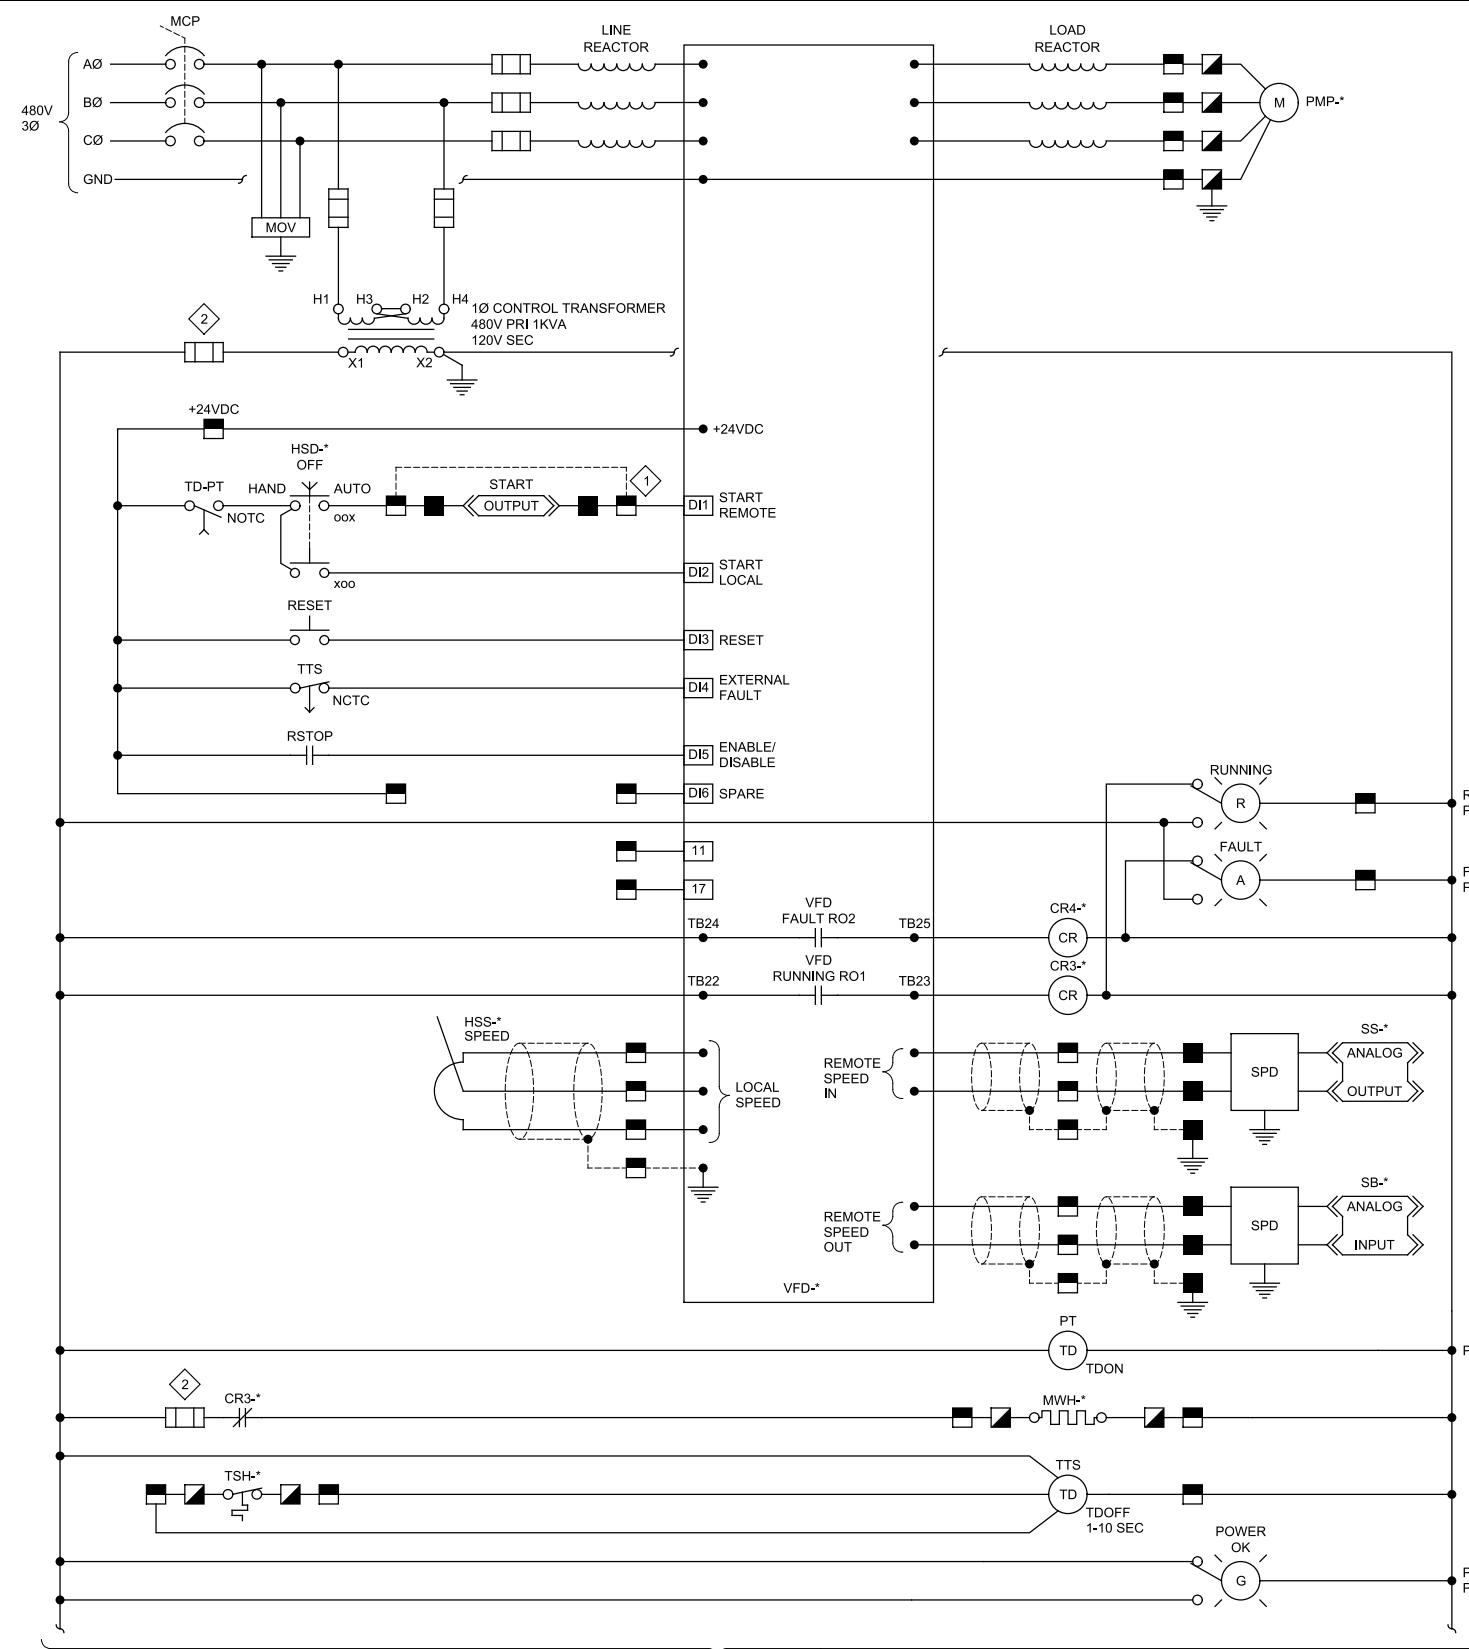 MCP
LINE
REACTOR
LOAD
REACTOR
AØ
BØ
CØ
GND
480V
3Ø
M
PMP-*
MOV
H1
H3
H2
H4
1Ø CONTROL TRANSFORMER
480V PRI 1KVA
120V SEC
2
X1
X2
+24VDC
+24VDC
HSD-*
OFF
TD-PT
HAND
AUTO
NOTC
oox
START
OUTPUT
1
DI1
START
REMOTE
xoo
DI2
START
LOCAL
RESET
DI3
RESET
TTS
NCTC
DI4
EXTERNAL
FAULT
RSTOP
DI5
ENABLE/
DISABLE
DI6
SPARE
RUNNING
R
R
P
11
FAULT
A
F
P
17
TB24
VFD
FAULT RO2
TB25
CR4-*
CR
TB22
VFD
RUNNING RO1
TB23
CR3-*
CR
HSS-*
SPEED
LOCAL
SPEED
REMOTE
SPEED
IN
SPD
SS-*
ANALOG
OUTPUT
REMOTE
SPEED
OUT
SPD
SB-*
ANALOG
INPUT
VFD-*
PT
TD
TDON
P
2
CR3-*
MWH-*
TSH-*
TTS
TD
TDOFF
1-10 SEC
POWER
OK
G
P
P